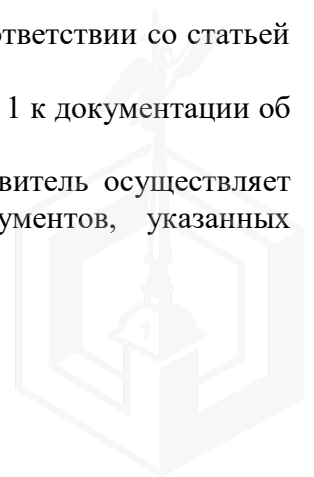 ответствии со статьей
1 к документации об
витель осуществляет
ументов, указанных